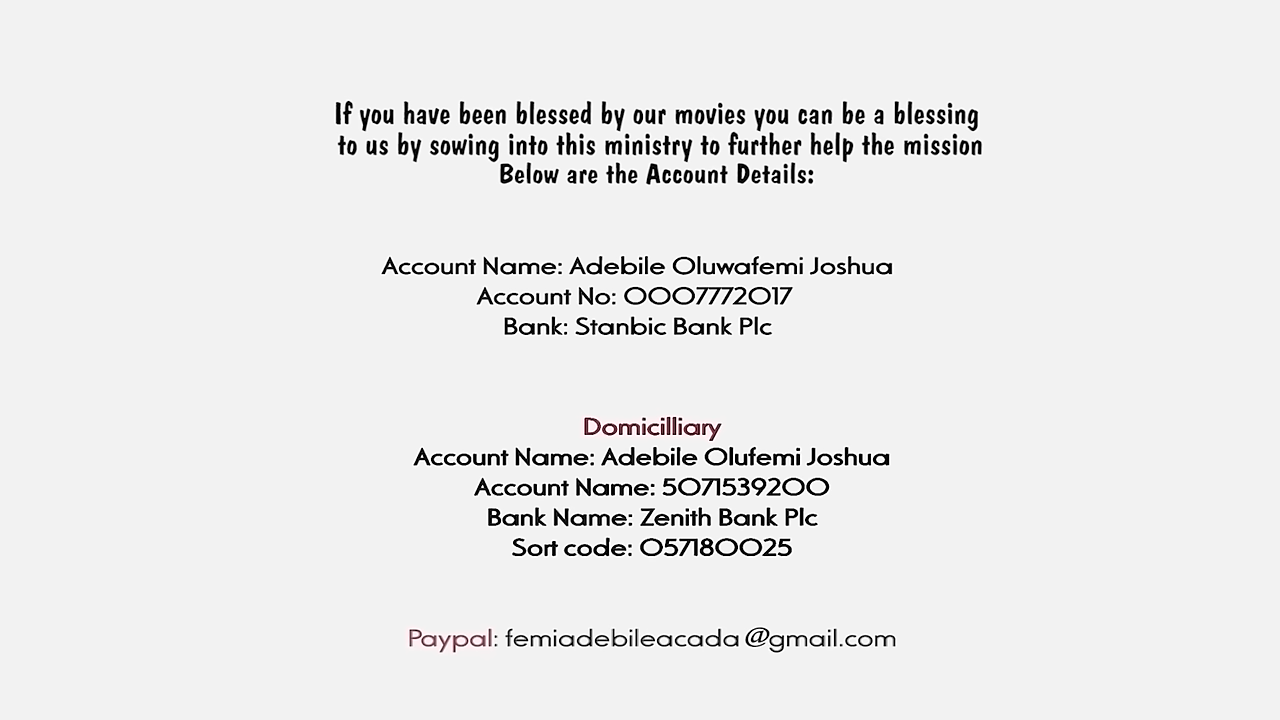 If you have been blessed by our movies you can be a blessing
to us by sowing into this ministry to further help the mission
Below are the Account Details:
Account Name: Adebile Oluwafemi Joshua
Account No: 0007772017
Bank: Stanbic Bank Plc
Domicilliary
Account Name: Adebile Olufemi Joshua
Account Name: 5071539200
Bank Name: Zenith Bank Plc
Sort code: 057180025
Paypal: femiadebileacada@gmail.com